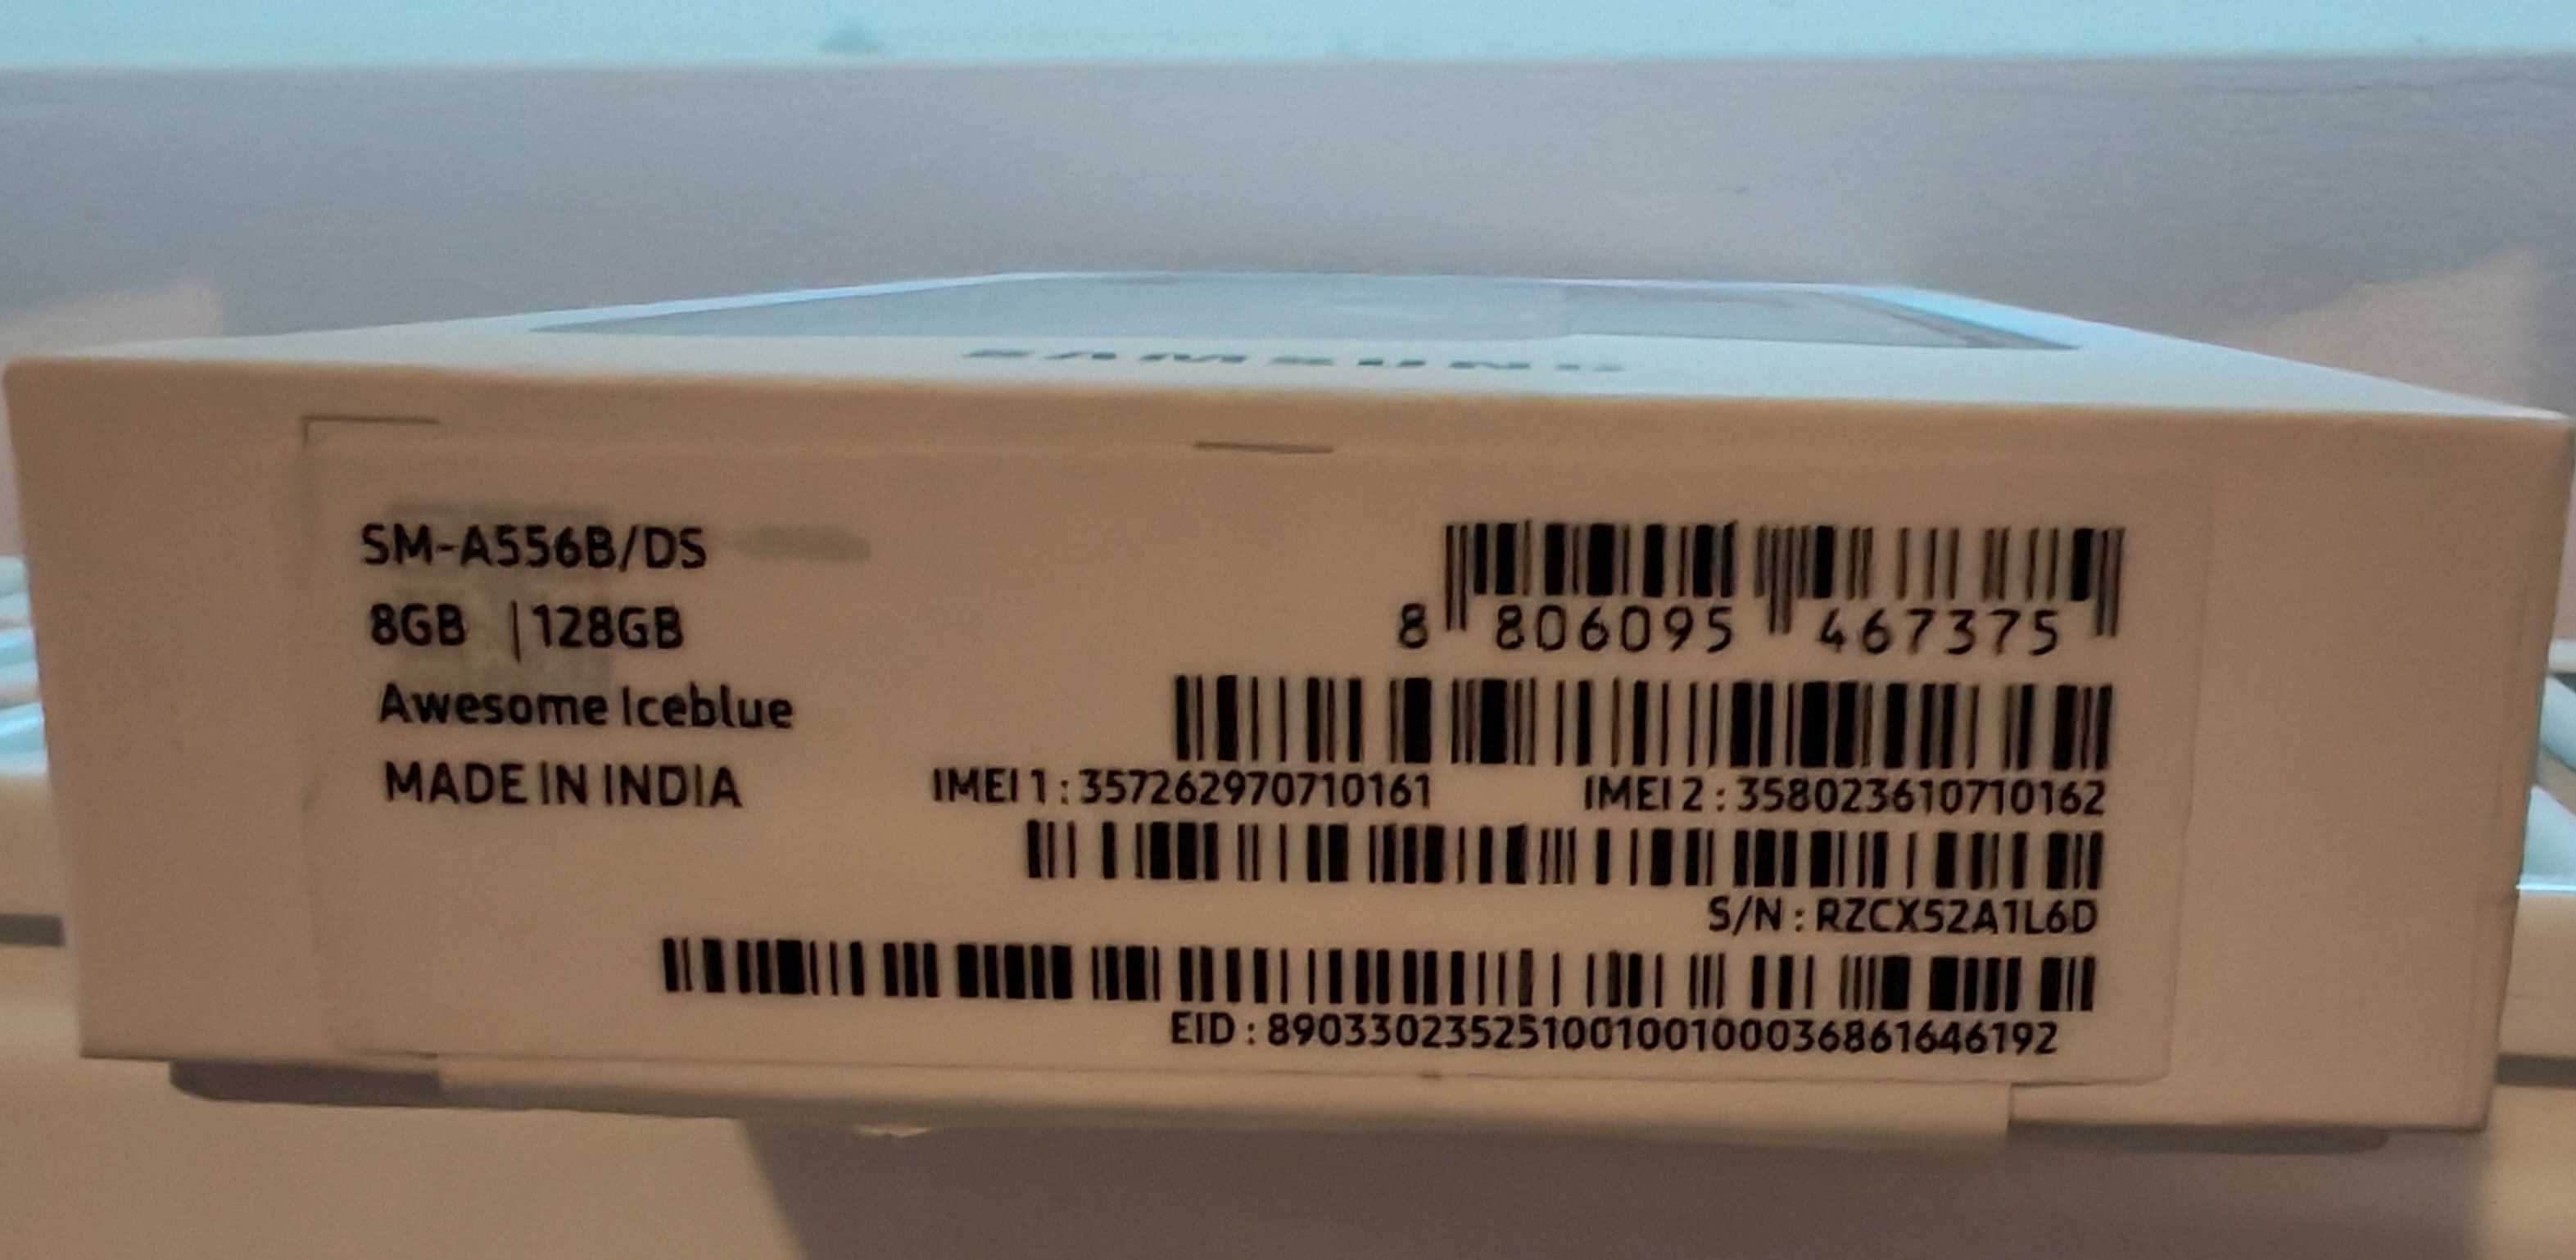 SAMSUNG
SM-A556B/DS
8GB | 128GB
Awesome Iceblue
MADE IN INDIA
8 806095 467375
IMEI 1 : 357262970710161 IMEI 2 : 358023610710162
S/N : RZCX52A1L6D
EID : 89033023525100100100036861646192